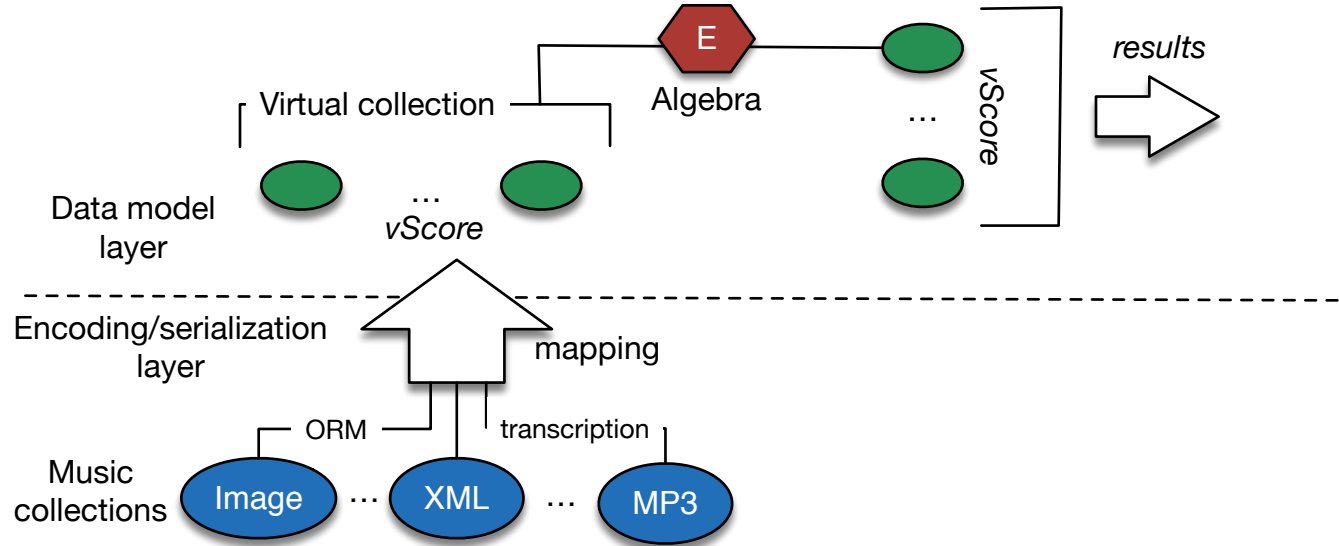 E
results
Algebra
Virtual collection
...
vScore
Data model
layer
...
vScore
Encoding/serialization
layer
mapping
ORM
transcription
Music
collections
Image
...
XML
...
MP3